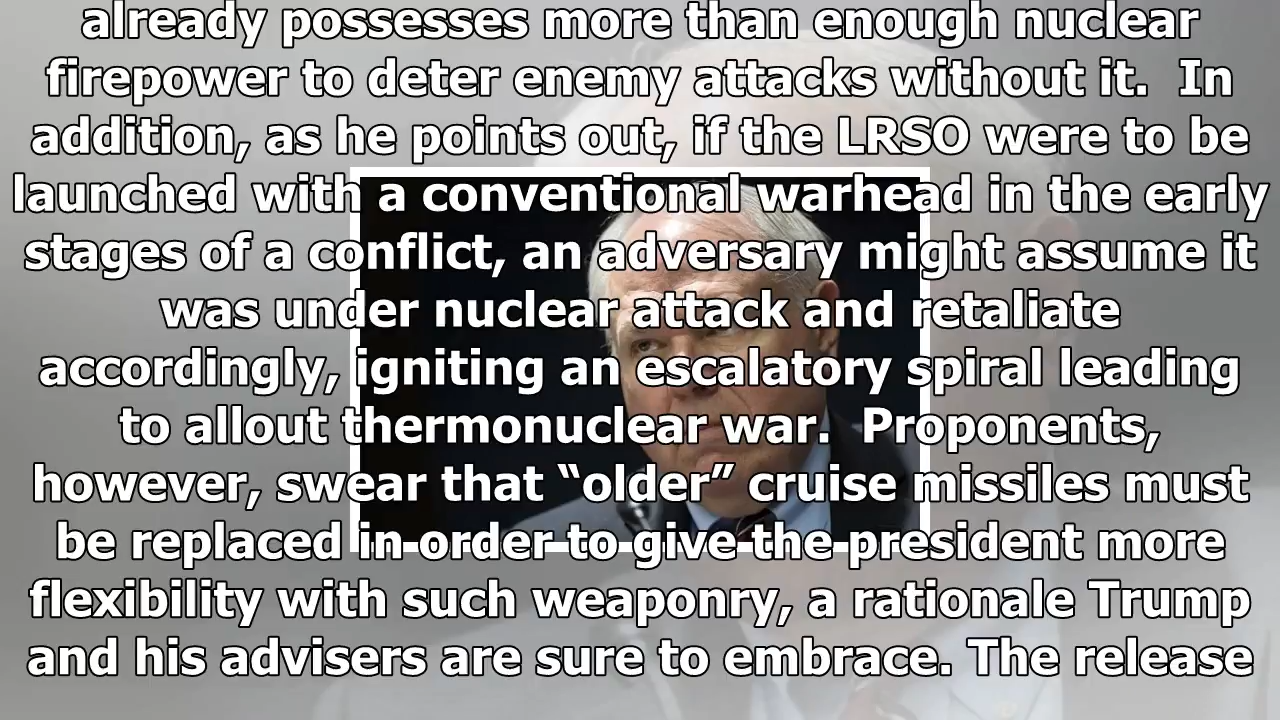 already possesses more than enough nuclear
firepower to deter enemy attacks without it.  In
addition, as he points out, if the LRSO were to be
launched with a conventional warhead in the early
stages of a conflict, an adversary might assume it
was under nuclear attack and retaliate
accordingly, igniting an escalatory spiral leading
to allout thermonuclear war.  Proponents,
however, swear that “older” cruise missiles must
be replaced in order to give the president more
flexibility with such weaponry, a rationale Trump
and his advisers are sure to embrace. The release